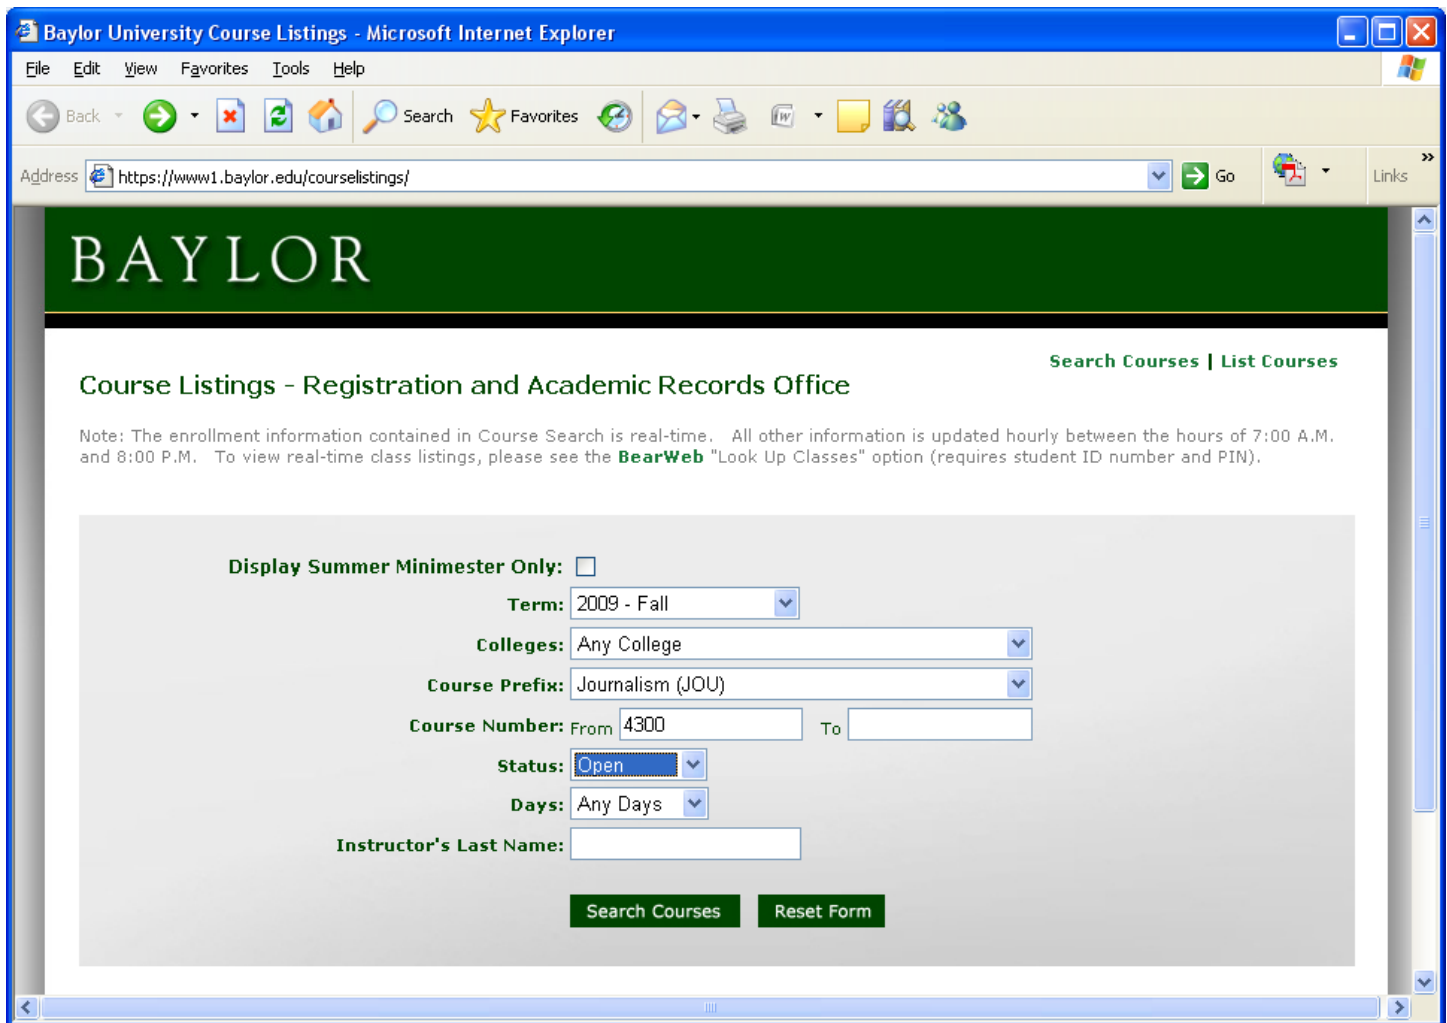 Baylor University Course Listings - Microsoft Internet Explorer
File Edit View Favorites Tools Help
Back Search Favorites
Address https://www1.baylor.edu/courselistings/ Go Links »
BAYLOR
Search Courses | List Courses
Course Listings - Registration and Academic Records Office
Note: The enrollment information contained in Course Search is real-time. All other information is updated hourly between the hours of 7:00 A.M.
and 8:00 P.M. To view real-time class listings, please see the BearWeb "Look Up Classes" option (requires student ID number and PIN).
Display Summer Minimester Only:
Term: 2009 - Fall
Colleges: Any College
Course Prefix: Journalism (JOU)
Course Number: From 4300 To
Status: Open
Days: Any Days
Instructor's Last Name:
Search Courses Reset Form